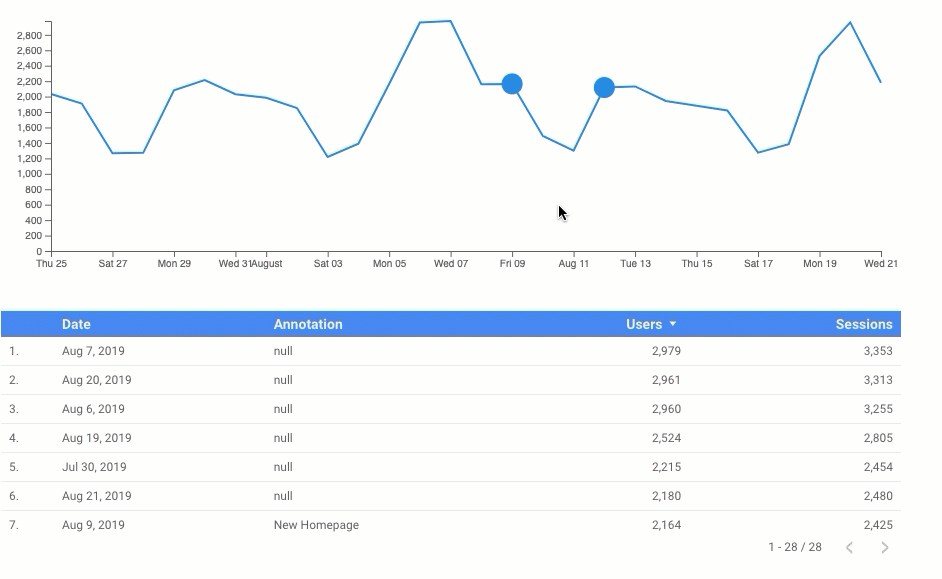 2,800
2,600
2,400
2,200
2,000
1,800
1,600
1,400
1,200
1,000
800
600
400
200
0
Thu 25 Sat 27 Mon 29 Wed 31 August Sat 03 Mon 05 Wed 07 Fri 09 Aug 11 Tue 13 Thu 15 Sat 17 Mon 19 Wed 21
Date Annotation Users Sessions
1. Aug 7, 2019 null 2,979 3,353
2. Aug 20, 2019 null 2,961 3,313
3. Aug 6, 2019 null 2,960 3,255
4. Aug 19, 2019 null 2,524 2,805
5. Jul 30, 2019 null 2,215 2,454
6. Aug 21, 2019 null 2,180 2,480
7. Aug 9, 2019 New Homepage 2,164 2,425
1 - 28 / 28